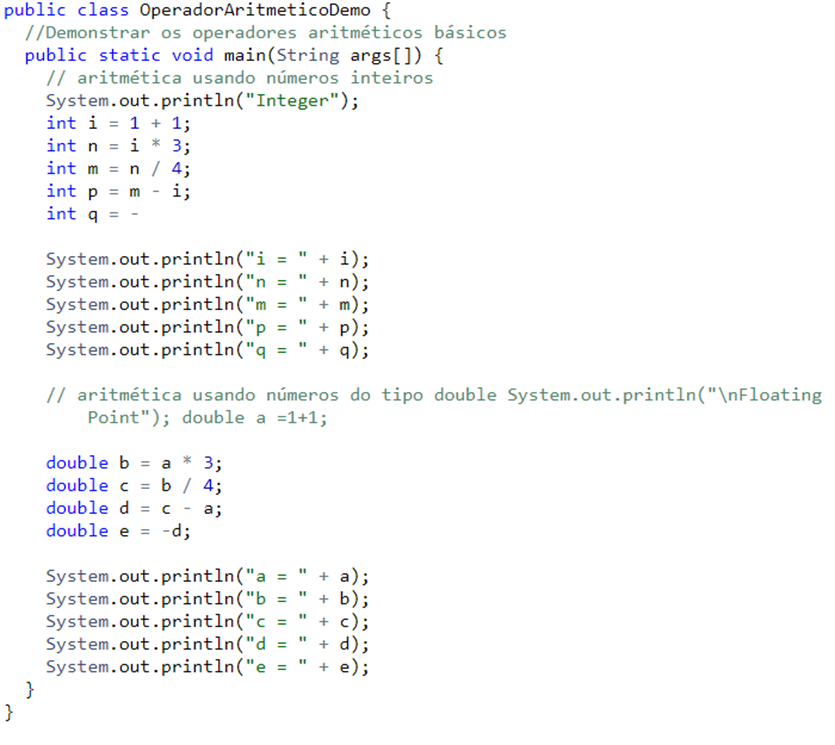 public class OperadorAritmeticoDemo {
//Demonstrar os operadores aritméticos básicos
public static void main(String args[]) {
// aritmética usando números inteiros
System.out.println("Integer");
int i = 1 + 1;
int n = i * 3;
int m = n / 4;
int p = m - i;
int q = -
System.out.println("i = " + i);
System.out.println("n = " + n);
System.out.println("m = " + m);
System.out.println("p = " + p);
System.out.println("q = " + q);
// aritmética usando números do tipo double System.out.println("\nFloating
Point"); double a =1+1;
double b = a * 3;
double c = b / 4;
double d = c - a;
double e = -d;
System.out.println("a = " + a);
System.out.println("b = " + b);
System.out.println("c = " + c);
System.out.println("d = " + d);
System.out.println("e = " + e);
}
}